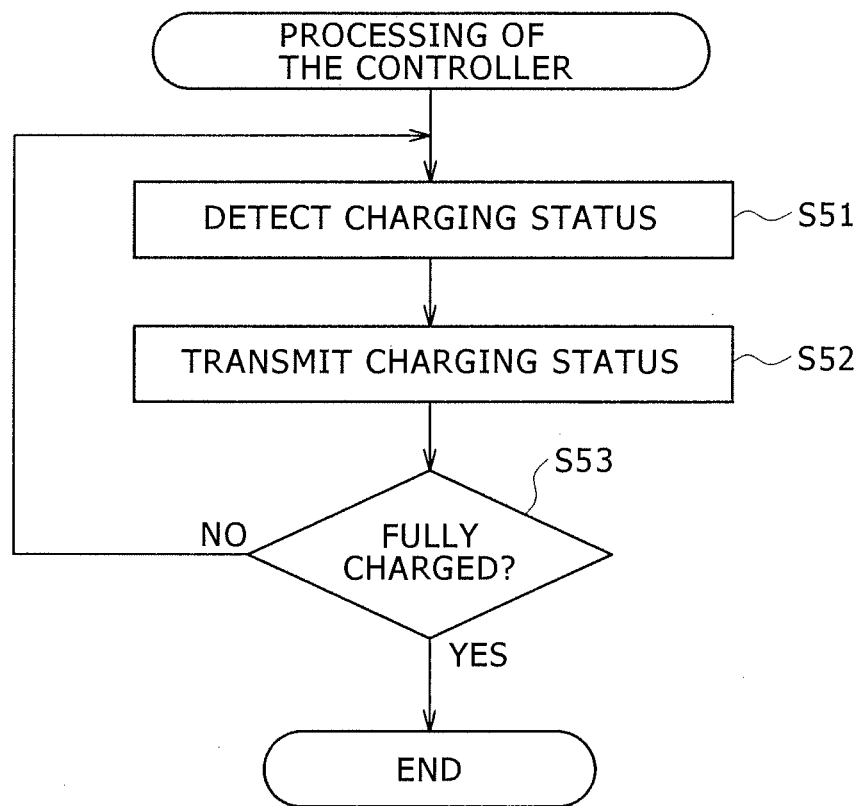 PROCESSING OF
THE CONTROLLER
DETECT CHARGING STATUS
S51
TRANSMIT CHARGING STATUS
S52
S53
NO
FULLY
CHARGED?
YES
END